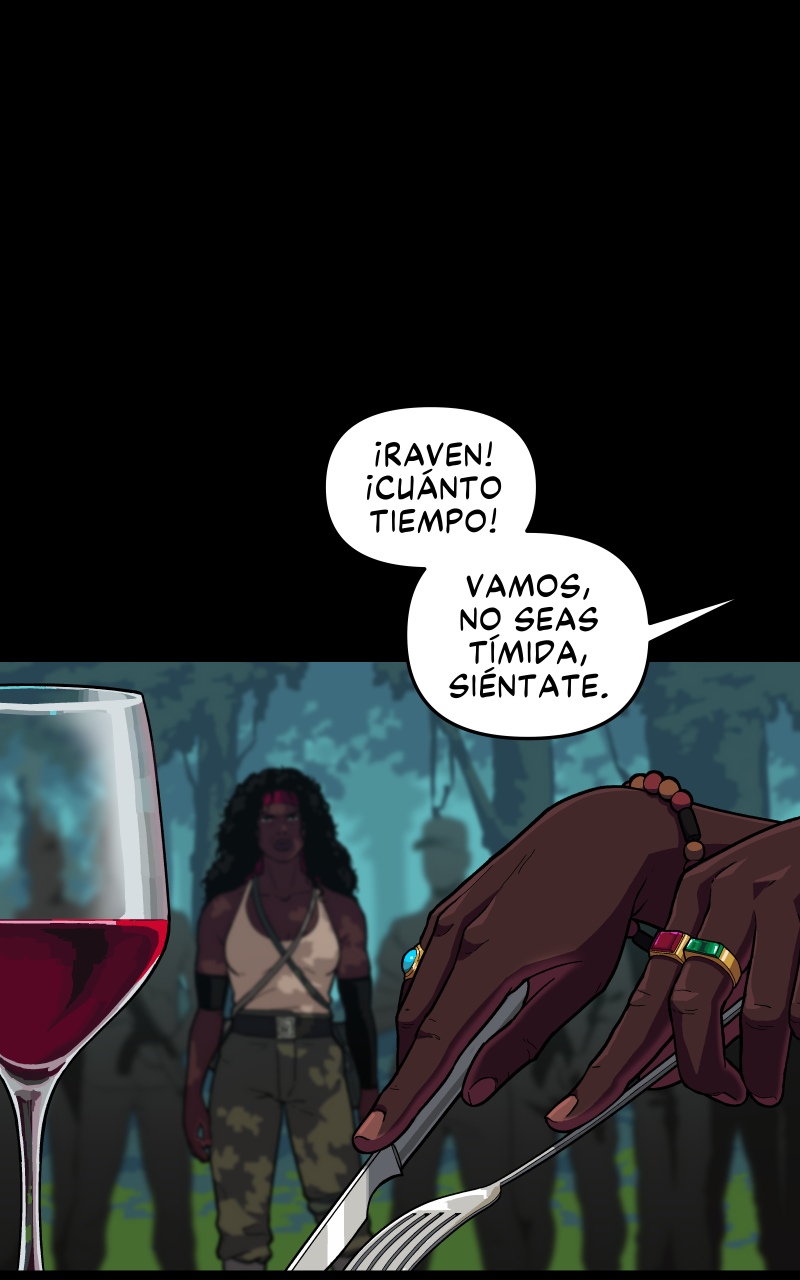 ¡RAVEN!
¡CUÁNTO
TIEMPO!
VAMOS,
NO SEAS
TÍMIDA,
SIÉNTATE.